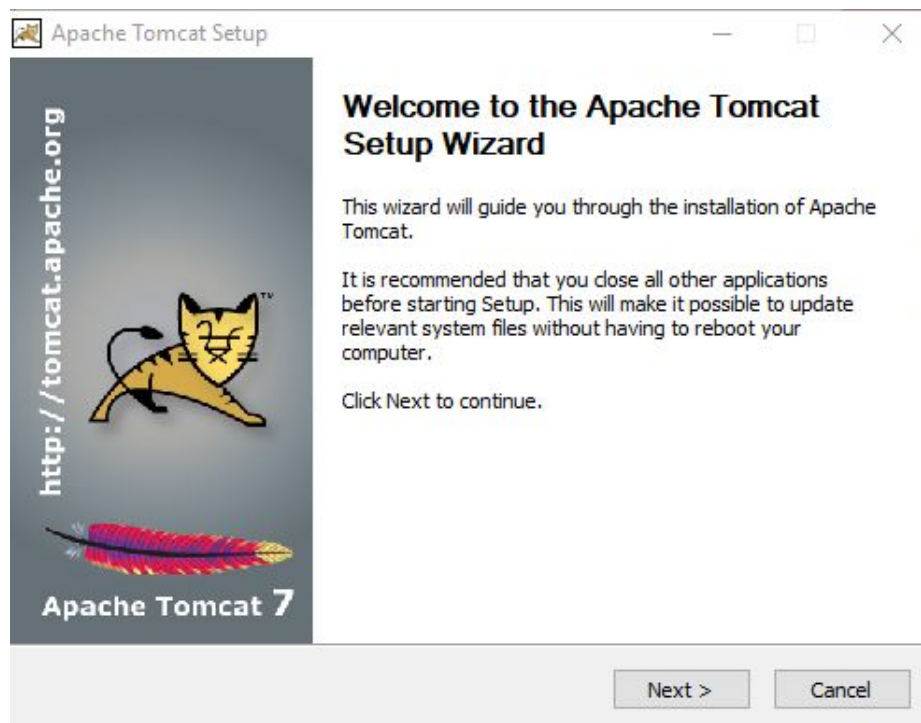 Apache Tomcat Setup
http://tomcat.apache.org
TM
Apache Tomcat 7
Welcome to the Apache Tomcat
Setup Wizard
This wizard will guide you through the installation of Apache
Tomcat.
It is recommended that you close all other applications
before starting Setup. This will make it possible to update
relevant system files without having to reboot your
computer.
Click Next to continue.
Next >
Cancel